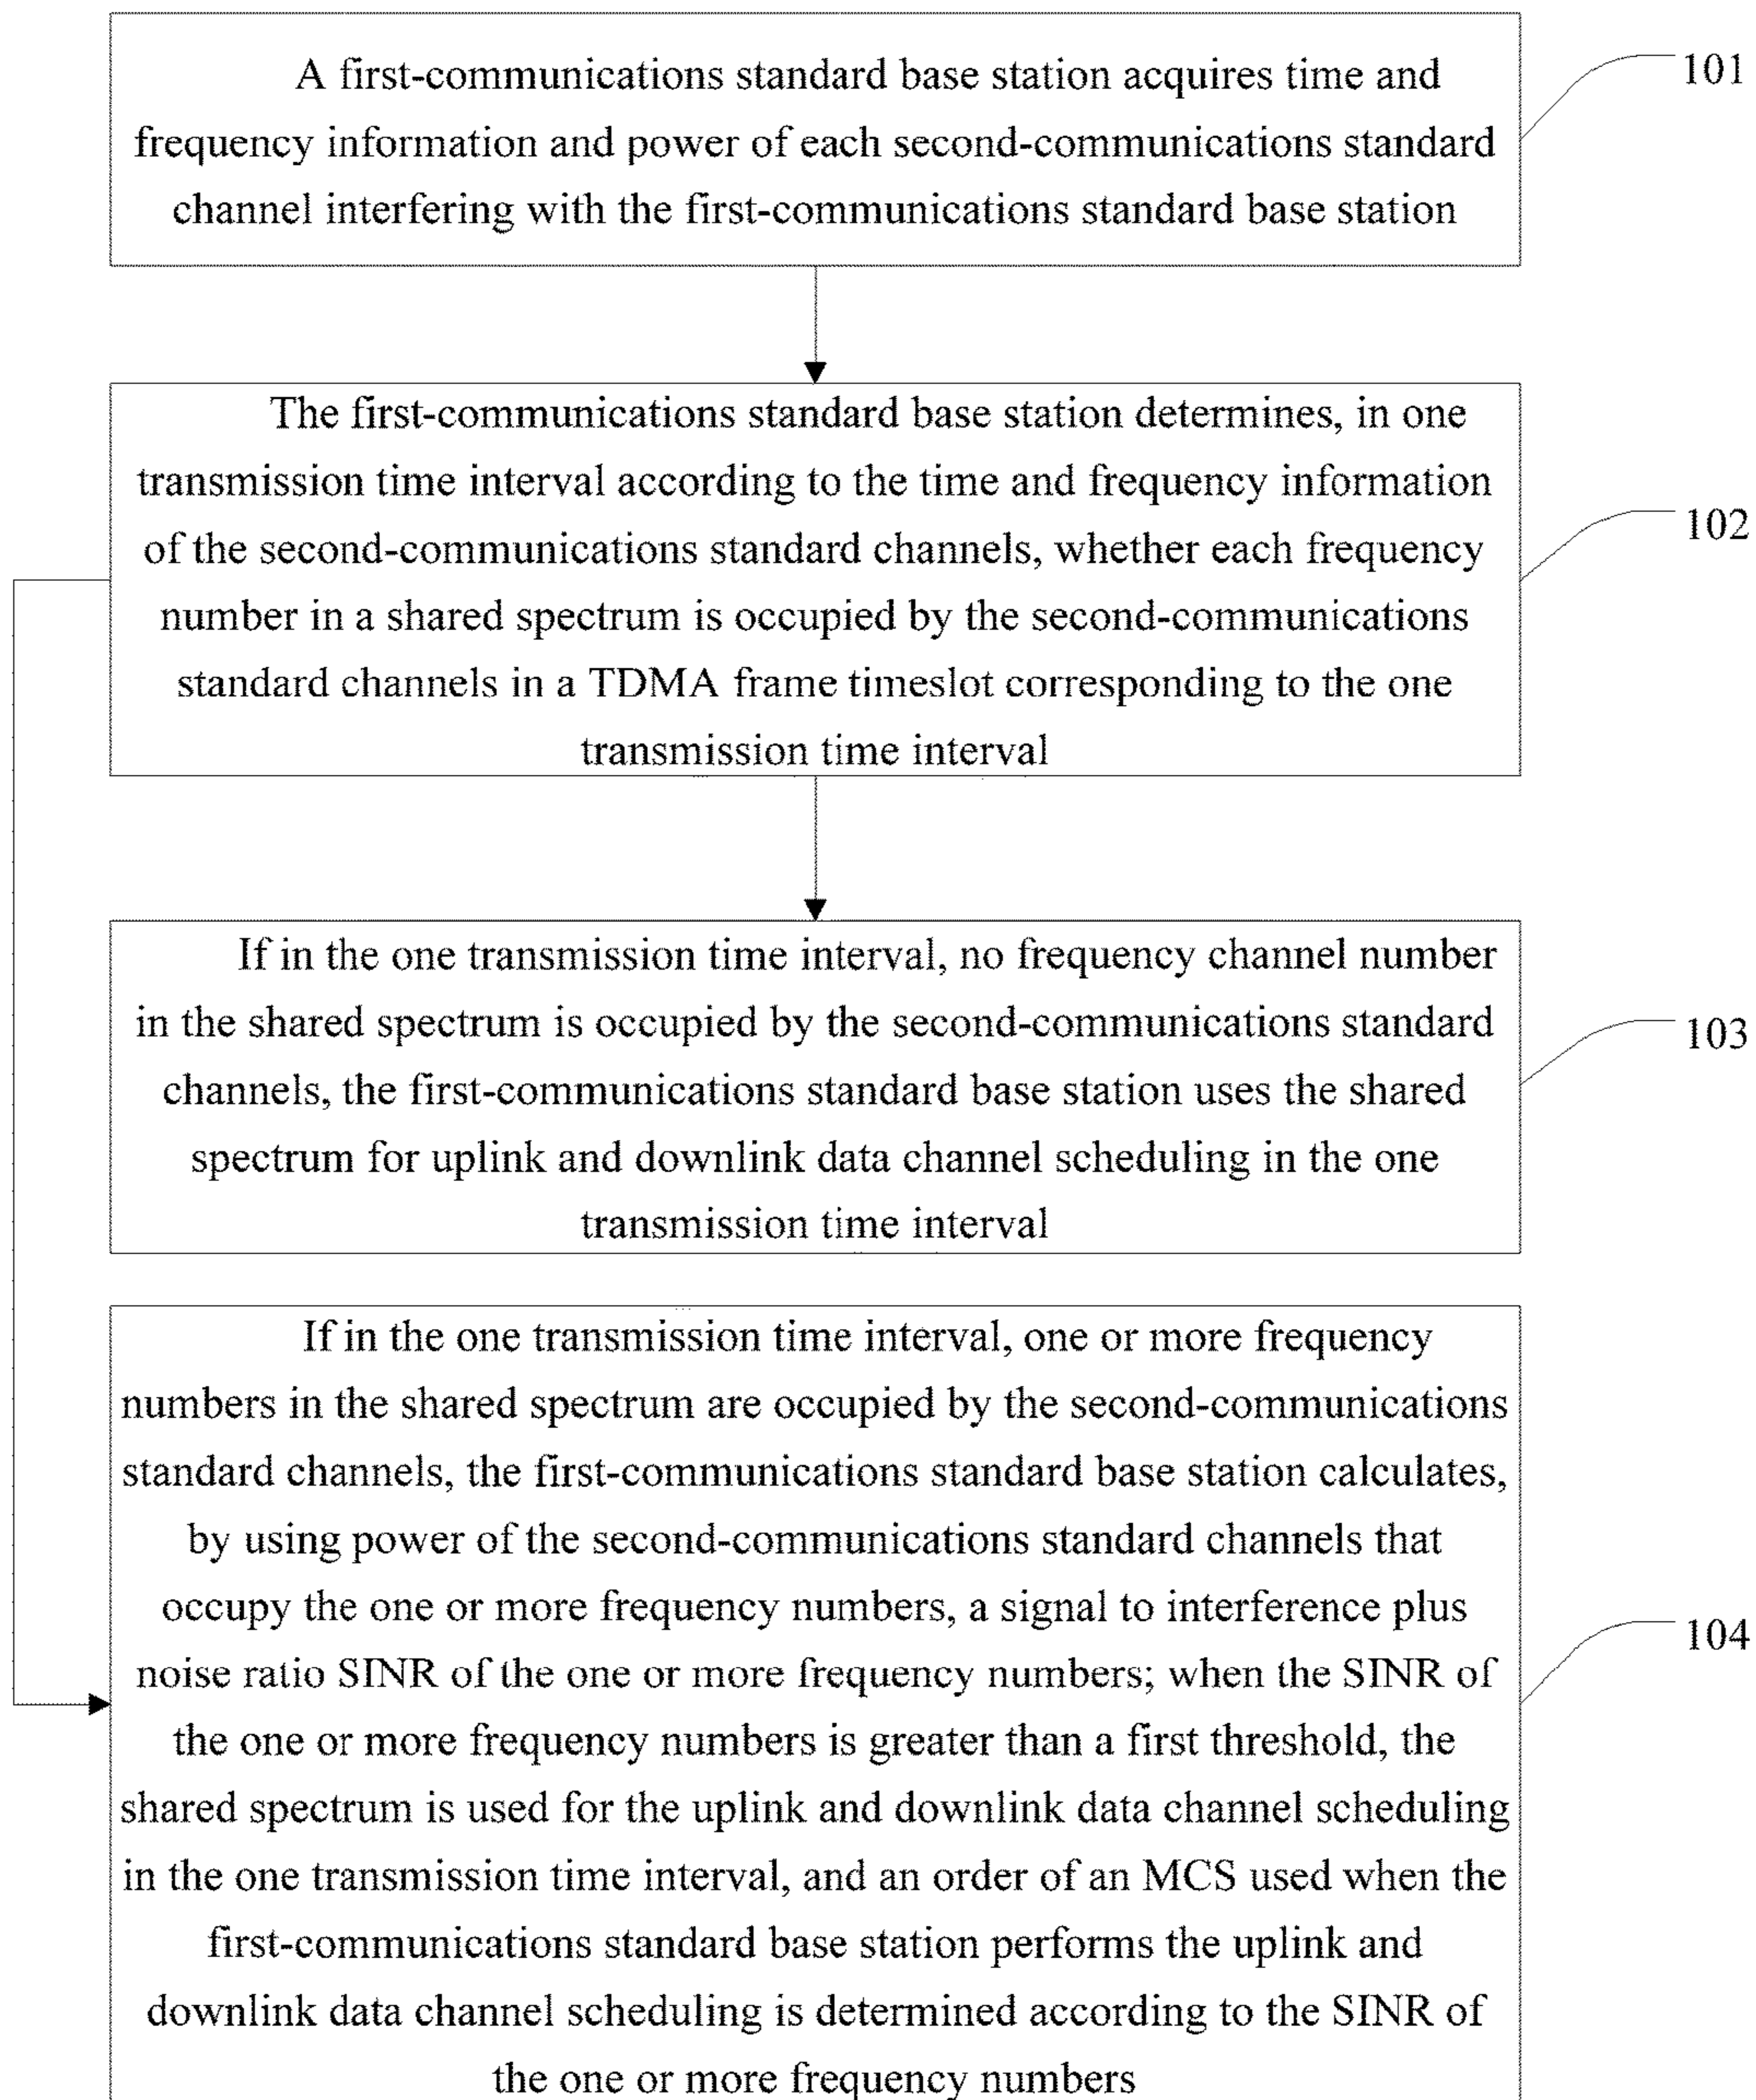 A first-communications standard base station acquires time and
frequency information and power of each second-communications standard
channel interfering with the first-communications standard base station
101
The first-communications standard base station determines, in one
transmission time interval according to the time and frequency information
of the second-communications standard channels, whether each frequency
number in a shared spectrum is occupied by the second-communications
standard channels in a TDMA frame timeslot corresponding to the one
transmission time interval
102
If in the one transmission time interval, no frequency channel number
in the shared spectrum is occupied by the second-communications standard
channels, the first-communications standard base station uses the shared
spectrum for uplink and downlink data channel scheduling in the one
transmission time interval
103
If in the one transmission time interval, one or more frequency
numbers in the shared spectrum are occupied by the second-communications
standard channels, the first-communications standard base station calculates,
by using power of the second-communications standard channels that
occupy the one or more frequency numbers, a signal to interference plus
noise ratio SINR of the one or more frequency numbers; when the SINR of
the one or more frequency numbers is greater than a first threshold, the
shared spectrum is used for the uplink and downlink data channel scheduling
in the one transmission time interval, and an order of an MCS used when the
first-communications standard base station performs the uplink and
downlink data channel scheduling is determined according to the SINR of
the one or more frequency numbers
104